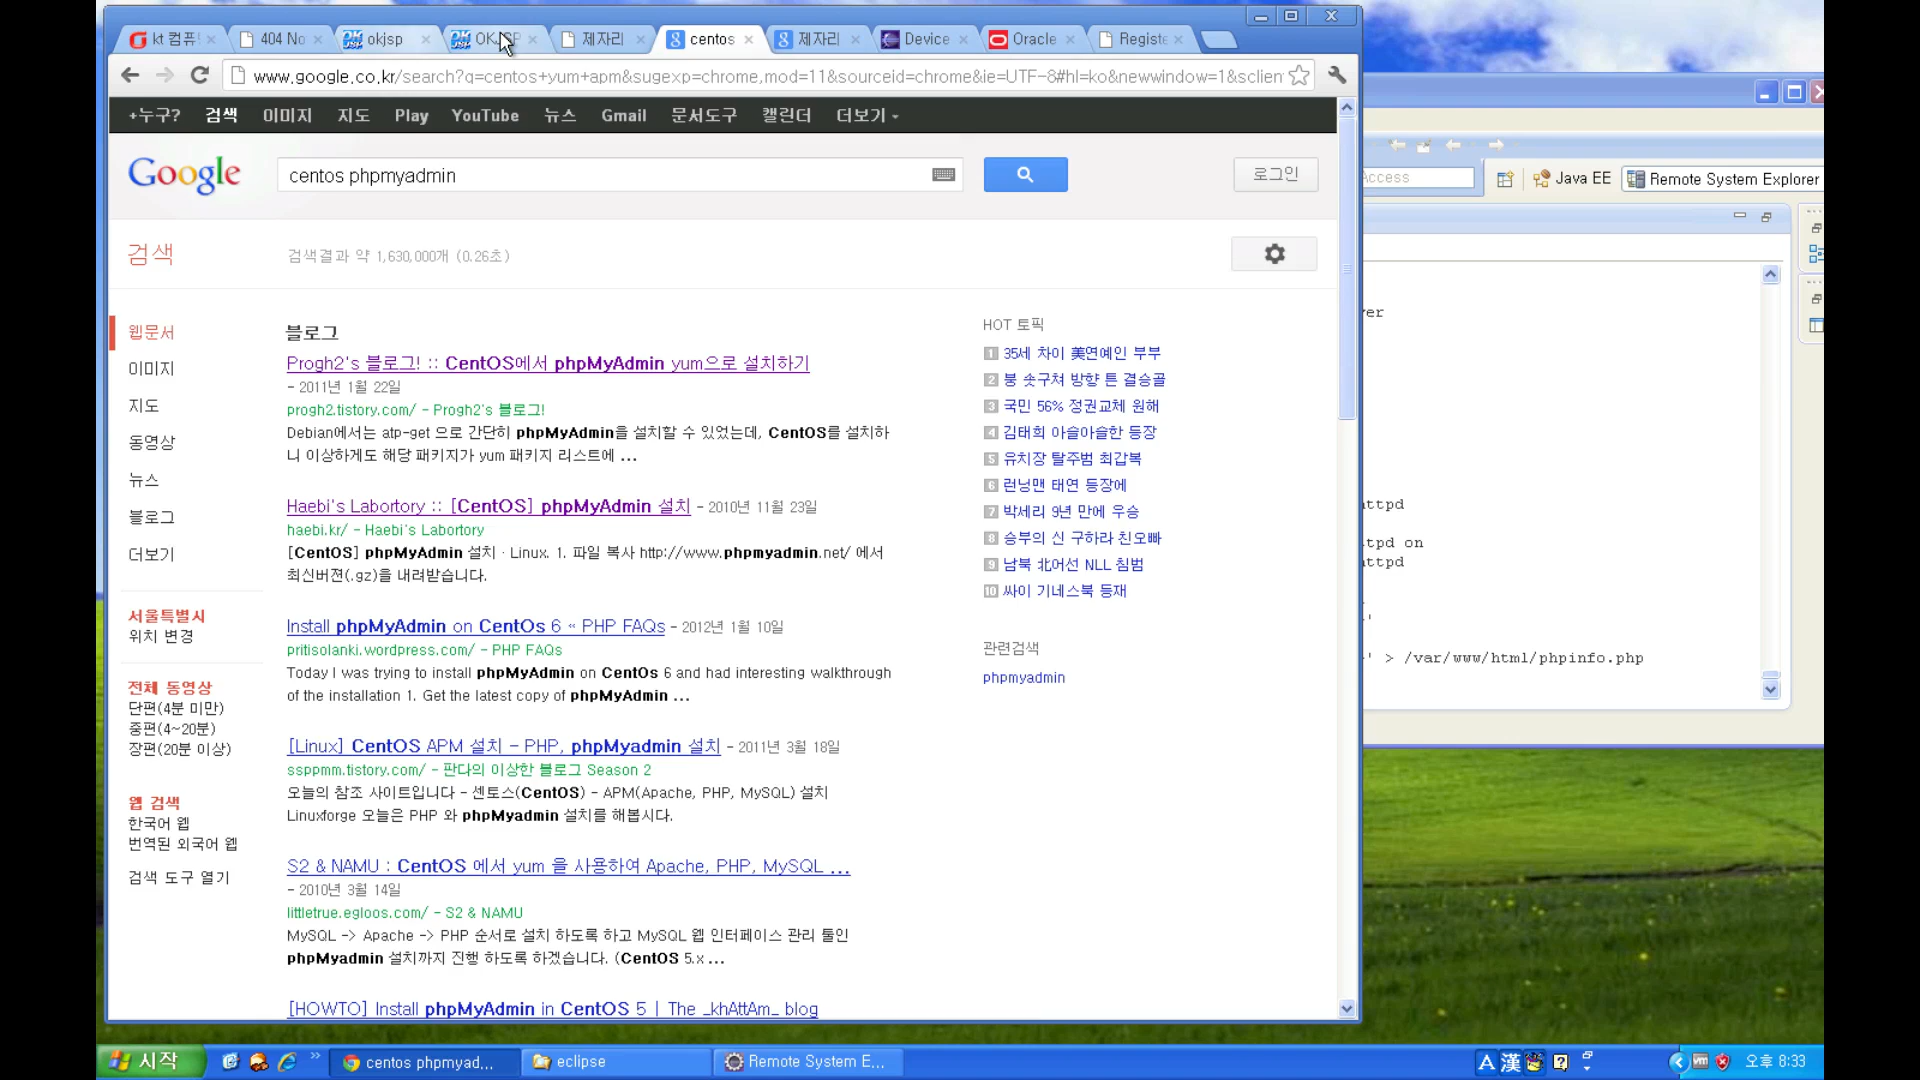 kt 컴퓨!
404 No
okjsp
OKJSP
제자리
centos
제자리
Device
Oracle
Registe
www.google.co.kr/search?q=centos+yum+apm&sugexp=chrome,mod=11&sourceid=chrome&ie=UTF-8#hl=ko&newwindow=1&sclien
+누구? 검색 이미지 지도 Play YouTube 뉴스 Gmail 문서도구 캘린더 더보기
Google
centos phpmyadmin
로그인
검색
검색결과 약 1,630,000개 (0.26초)
웹문서
이미지
지도
동영상
뉴스
블로그
더보기
서울특별시
위치 변경
전체 동영상
단편(4분 미만)
중편(4~20분)
장편(20분 이상)
웹 검색
한국어 웹
번역된 외국어 웹
검색 도구 열기
블로그
Progh2's 블로그! :: CentOS에서 phpMyAdmin yum으로 설치하기
- 2011년 1월 22일
progh2.tistory.com/ - Progh2's 블로그!
Debian에서는 atp-get 으로 간단히 phpMyAdmin을 설치할 수 있었는데, CentOS를 설치하
니 이상하게도 해당 패키지가 yum 패키지 리스트에 ...
Haebi's Labortory :: [CentOS] phpMyAdmin 설치 - 2010년 11월 23일
haebi.kr/ - Haebi's Labortory
[CentOS] phpMyAdmin 설치 · Linux. 1. 파일 복사 http://www.phpmyadmin.net/ 에서
최신버젼(.gz)을 내려받습니다.
Install phpMyAdmin on CentOs 6 « PHP FAQs - 2012년 1월 10일
pritisolanki.wordpress.com/ - PHP FAQs
Today I was trying to install phpMyAdmin on CentOs 6 and had interesting walkthrough
of the installation 1. Get the latest copy of phpMyAdmin ...
[Linux] CentOS APM 설치 - PHP, phpMyadmin 설치 - 2011년 3월 18일
ssppmm.tistory.com/ - 판다의 이상한 블로그 Season 2
오늘의 참조 사이트입니다 - 센토스(CentOS) - APM(Apache, PHP, MySQL) 설치
Linuxforge 오늘은 PHP 와 phpMyadmin 설치를 해봅시다.
S2 & NAMU : CentOS 에서 yum 을 사용하여 Apache, PHP, MySQL ...
- 2010년 3월 14일
littletrue.egloos.com/ - S2 & NAMU
MySQL -> Apache -> PHP 순서로 설치 하도록 하고 MySQL 웹 인터페이스 관리 툴인
phpMyadmin 설치까지 진행 하도록 하겠습니다. (CentOS 5.x ...
[HOWTO] Install phpMyAdmin in CentOS 5 | The _khAttAm_ blog
HOT 토픽
1 35세 차이 美연예인 부부
2 붕 솟구쳐 방향 튼 결승골
3 국민 56% 정권교체 원해
4 김태희 아슬아슬한 등장
5 유치장 탈주범 최갑복
6 런닝맨 태연 등장에
7 박세리 9년 만에 우승
8 승부의 신 구하라 친오빠
9 남북 北어선 NLL 침범
10 싸이 기네스북 등재
관련검색
phpmyadmin
Access
Java EE
Remote System Explorer
ver
ttpd
tpd on
ttpd
' > /var/www/html/phpinfo.php
시작
centos phpmyad...
eclipse
Remote System E...
A 漢
오후 8:33